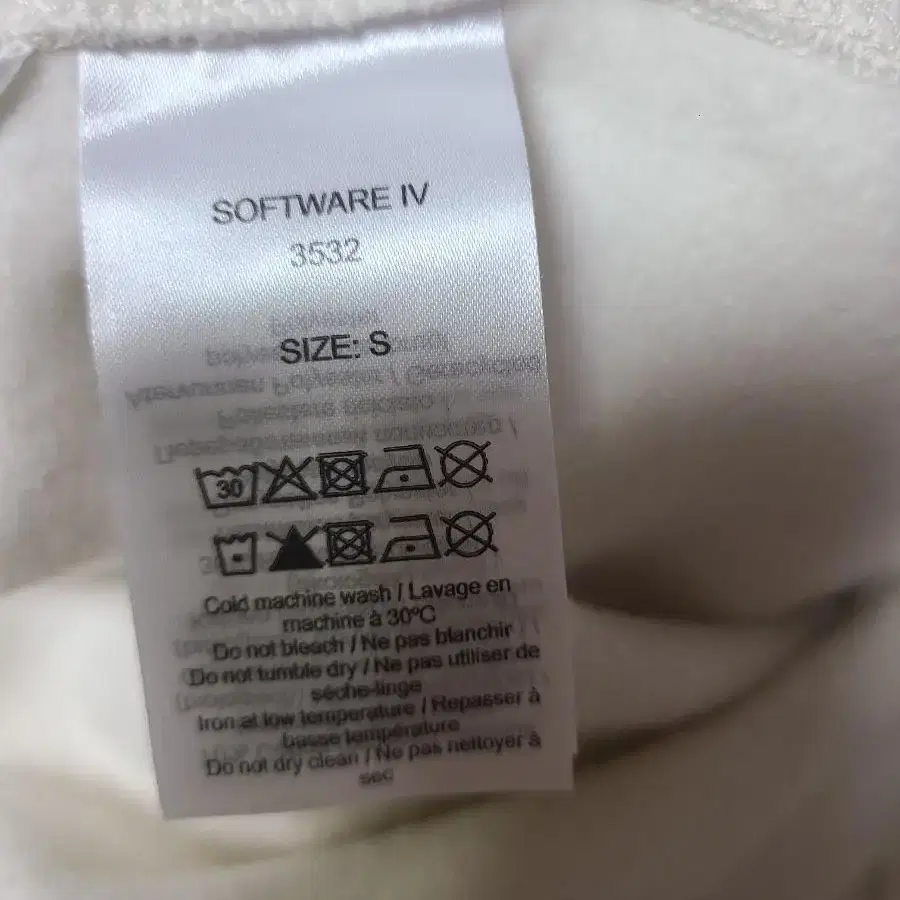 SOFTWARE IV
3532
SIZE: S
30
Cold machine wash / Lavage en
machine à 30°C
Do not bleach / Ne pas blanchir
Do not tumble dry / Ne pas utiliser de
sèche-linge
Iron at low temperature / Repasser à
basse température
Do not dry clean / Ne pas nettoyer à
sec